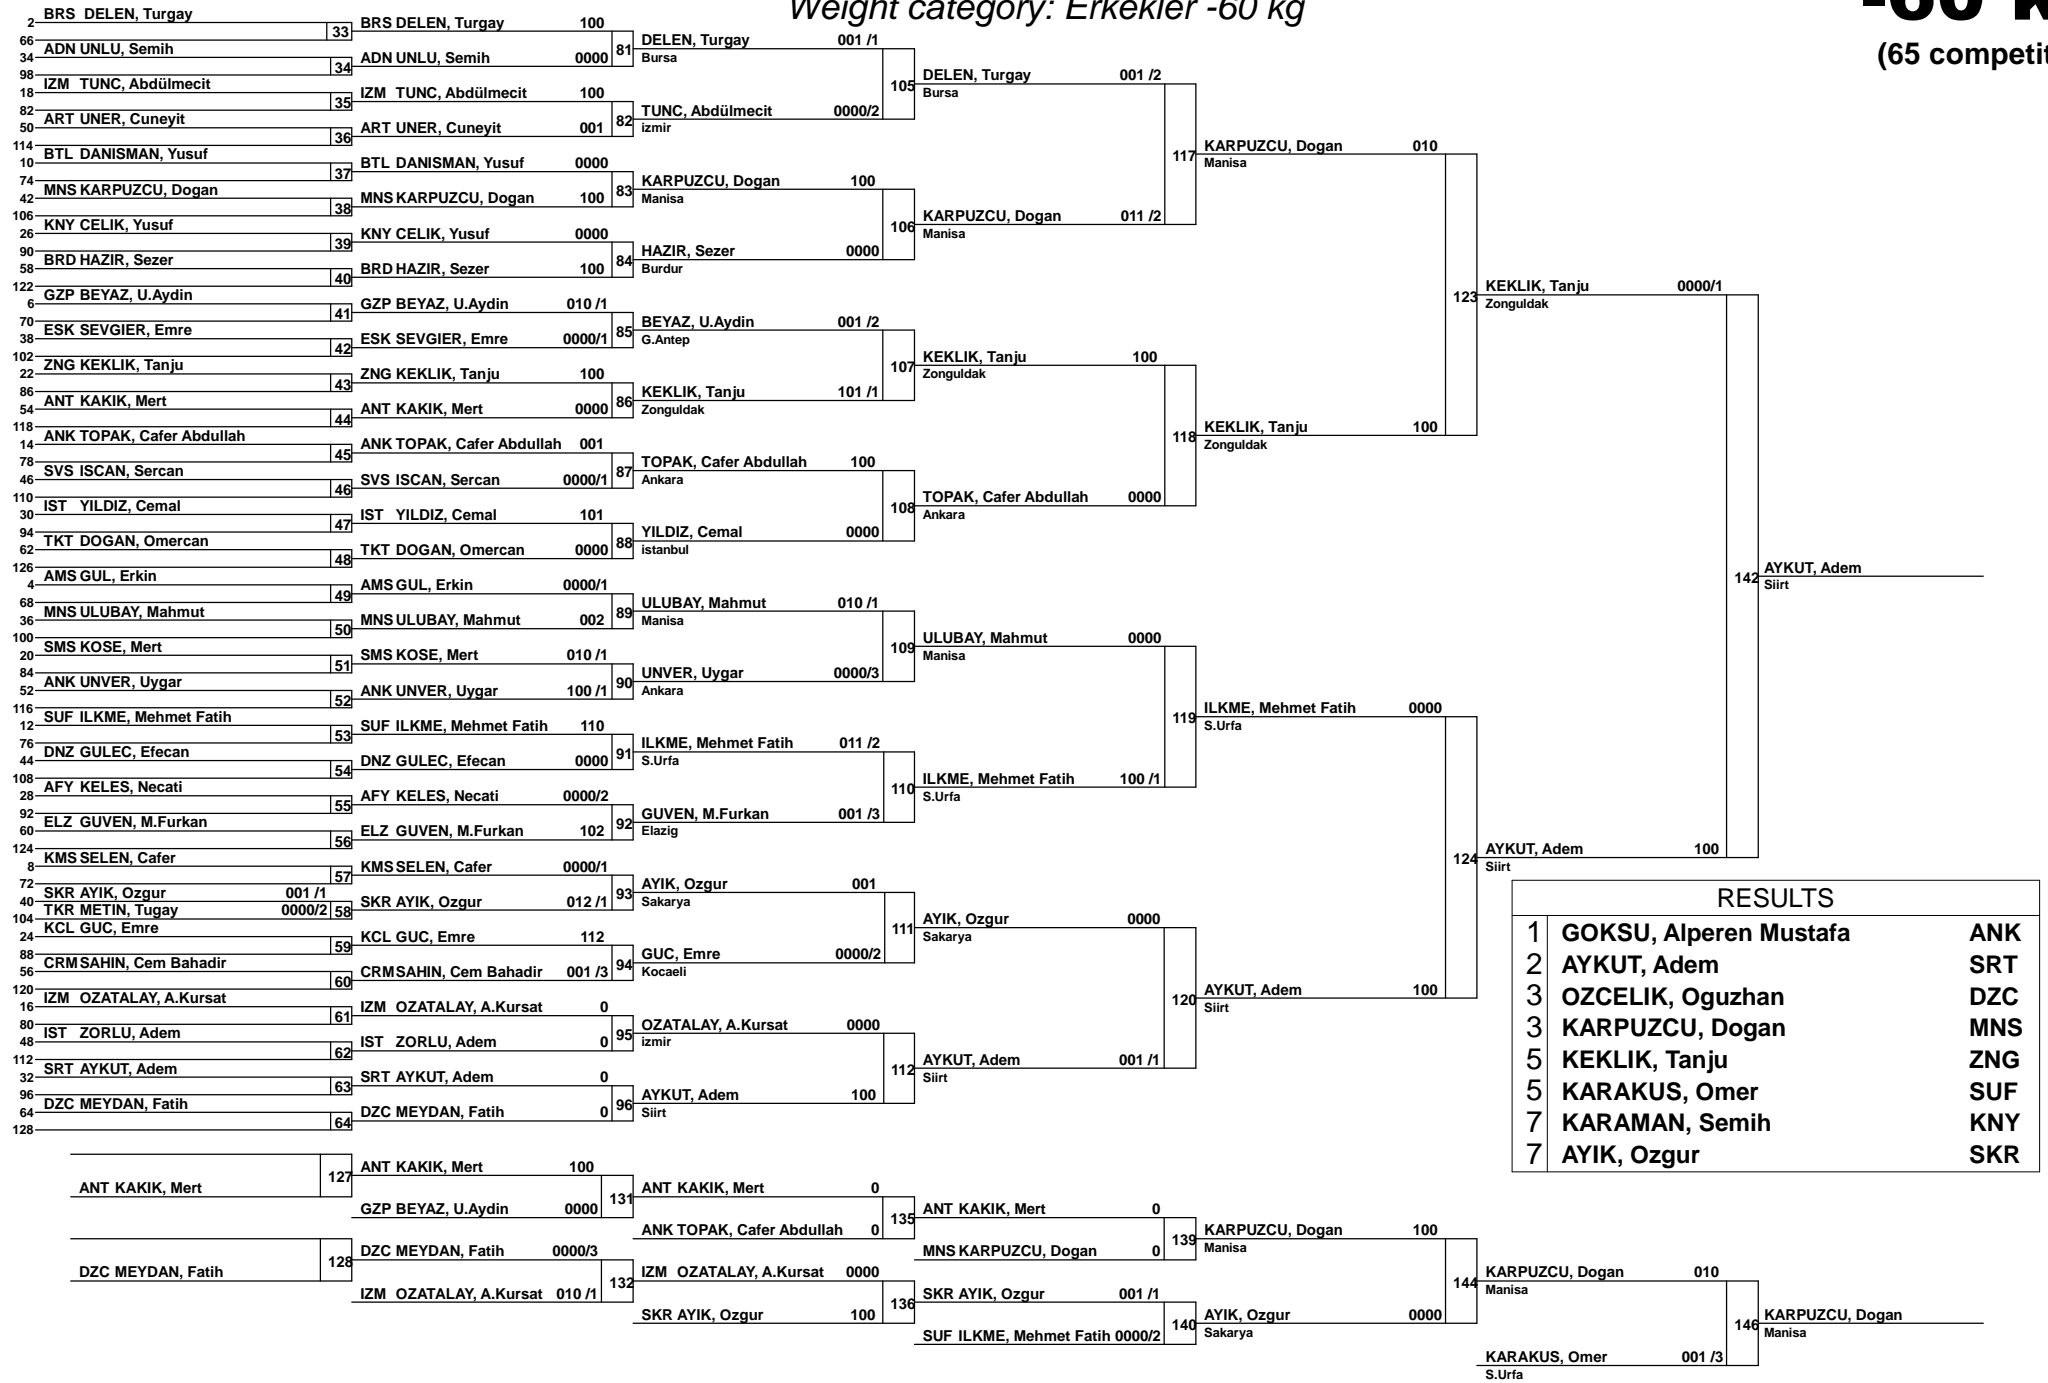 Weight category: Erkekler -60 kg
(65 competit
2 BRS DELEN, Turgay
66
33
34 ADN UNLU, Semih
98
34
18 IZM TUNC, Abdülmecit
82
35
50 ART UNER, Cuneyit
114
36
10 BTL DANISMAN, Yusuf
74
37
42 MNS KARPUZCU, Dogan
106
38
26 KNY CELIK, Yusuf
90
39
58 BRD HAZIR, Sezer
122
40
6 GZP BEYAZ, U.Aydin
70
41
38 ESK SEVGIER, Emre
102
42
22 ZNG KEKLIK, Tanju
86
43
54 ANT KAKIK, Mert
118
44
14 ANK TOPAK, Cafer Abdullah
78
45
46 SVS ISCAN, Sercan
110
46
30 IST YILDIZ, Cemal
94
47
62 TKT DOGAN, Omercan
126
48
4 AMS GUL, Erkin
68
49
36 MNS ULUBAY, Mahmut
100
50
20 SMS KOSE, Mert
84
51
52 ANK UNVER, Uygar
116
52
12 SUF ILKME, Mehmet Fatih
76
53
44 DNZ GULEC, Efecan
108
54
28 AFY KELES, Necati
92
55
60 ELZ GUVEN, M.Furkan
124
56
8 KMS SELEN, Cafer
72
57
40 SKR AYIK, Ozgur 001 /1
104 TKR METIN, Tugay 0000/2
58
24 KCL GUC, Emre
88
59
56 CRM SAHIN, Cem Bahadir
120
60
16 IZM OZATALAY, A.Kursat
80
61
48 IST ZORLU, Adem
112
62
32 SRT AYKUT, Adem
96
63
64 DZC MEYDAN, Fatih
128
64
BRS DELEN, Turgay 100
ADN UNLU, Semih 0000
81
IZM TUNC, Abdülmecit 100
ART UNER, Cuneyit 001
82
BTL DANISMAN, Yusuf 0000
MNS KARPUZCU, Dogan 100
83
KNY CELIK, Yusuf 0000
BRD HAZIR, Sezer 100
84
GZP BEYAZ, U.Aydin 010 /1
ESK SEVGIER, Emre 0000/1
85
ZNG KEKLIK, Tanju 100
ANT KAKIK, Mert 0000
86
ANK TOPAK, Cafer Abdullah 001
SVS ISCAN, Sercan 0000/1
87
IST YILDIZ, Cemal 101
TKT DOGAN, Omercan 0000
88
AMS GUL, Erkin 0000/1
MNS ULUBAY, Mahmut 002
89
SMS KOSE, Mert 010 /1
ANK UNVER, Uygar 100 /1
90
SUF ILKME, Mehmet Fatih 110
DNZ GULEC, Efecan 0000
91
AFY KELES, Necati 0000/2
ELZ GUVEN, M.Furkan 102
92
KMS SELEN, Cafer 0000/1
SKR AYIK, Ozgur 012 /1
93
KCL GUC, Emre 112
CRM SAHIN, Cem Bahadir 001 /3
94
IZM OZATALAY, A.Kursat 0
IST ZORLU, Adem 0
95
SRT AYKUT, Adem 0
DZC MEYDAN, Fatih 0
96
DELEN, Turgay 001 /1
Bursa
105
TUNC, Abdülmecit 0000/2
izmir
KARPUZCU, Dogan 100
Manisa
106
HAZIR, Sezer 0000
Burdur
BEYAZ, U.Aydin 001 /2
G.Antep
107
KEKLIK, Tanju 101 /1
Zonguldak
TOPAK, Cafer Abdullah 100
Ankara
108
YILDIZ, Cemal 0000
istanbul
ULUBAY, Mahmut 010 /1
Manisa
109
UNVER, Uygar 0000/3
Ankara
ILKME, Mehmet Fatih 011 /2
S.Urfa
110
GUVEN, M.Furkan 001 /3
Elazig
AYIK, Ozgur 001
Sakarya
111
GUC, Emre 0000/2
Kocaeli
OZATALAY, A.Kursat 0000
izmir
112
AYKUT, Adem 100
Siirt
DELEN, Turgay 001 /2
Bursa
117
KARPUZCU, Dogan 011 /2
Manisa
KEKLIK, Tanju 100
Zonguldak
118
TOPAK, Cafer Abdullah 0000
Ankara
ULUBAY, Mahmut 0000
Manisa
119
ILKME, Mehmet Fatih 100 /1
S.Urfa
AYIK, Ozgur 0000
Sakarya
120
AYKUT, Adem 001 /1
Siirt
KARPUZCU, Dogan 010
Manisa
123
KEKLIK, Tanju 100
Zonguldak
ILKME, Mehmet Fatih 0000
S.Urfa
124
AYKUT, Adem 100
Siirt
KEKLIK, Tanju 0000/1
Zonguldak
142
AYKUT, Adem 100
Siirt
AYKUT, Adem
Siirt
RESULTS
1 GOKSU, Alperen Mustafa ANK
2 AYKUT, Adem SRT
3 OZCELIK, Oguzhan DZC
3 KARPUZCU, Dogan MNS
5 KEKLIK, Tanju ZNG
5 KARAKUS, Omer SUF
7 KARAMAN, Semih KNY
7 AYIK, Ozgur SKR
ANT KAKIK, Mert
127
DZC MEYDAN, Fatih
128
ANT KAKIK, Mert 100
GZP BEYAZ, U.Aydin 0000
131
DZC MEYDAN, Fatih 0000/3
IZM OZATALAY, A.Kursat 010 /1
132
ANT KAKIK, Mert 0
ANK TOPAK, Cafer Abdullah 0
135
IZM OZATALAY, A.Kursat 0000
SKR AYIK, Ozgur 100
136
ANT KAKIK, Mert 0
MNS KARPUZCU, Dogan 0
139
SKR AYIK, Ozgur 001 /1
SUF ILKME, Mehmet Fatih 0000/2
140
KARPUZCU, Dogan 100
Manisa
144
AYIK, Ozgur 0000
Sakarya
KARPUZCU, Dogan 010
Manisa
146
KARAKUS, Omer 001 /3
S.Urfa
KARPUZCU, Dogan
Manisa